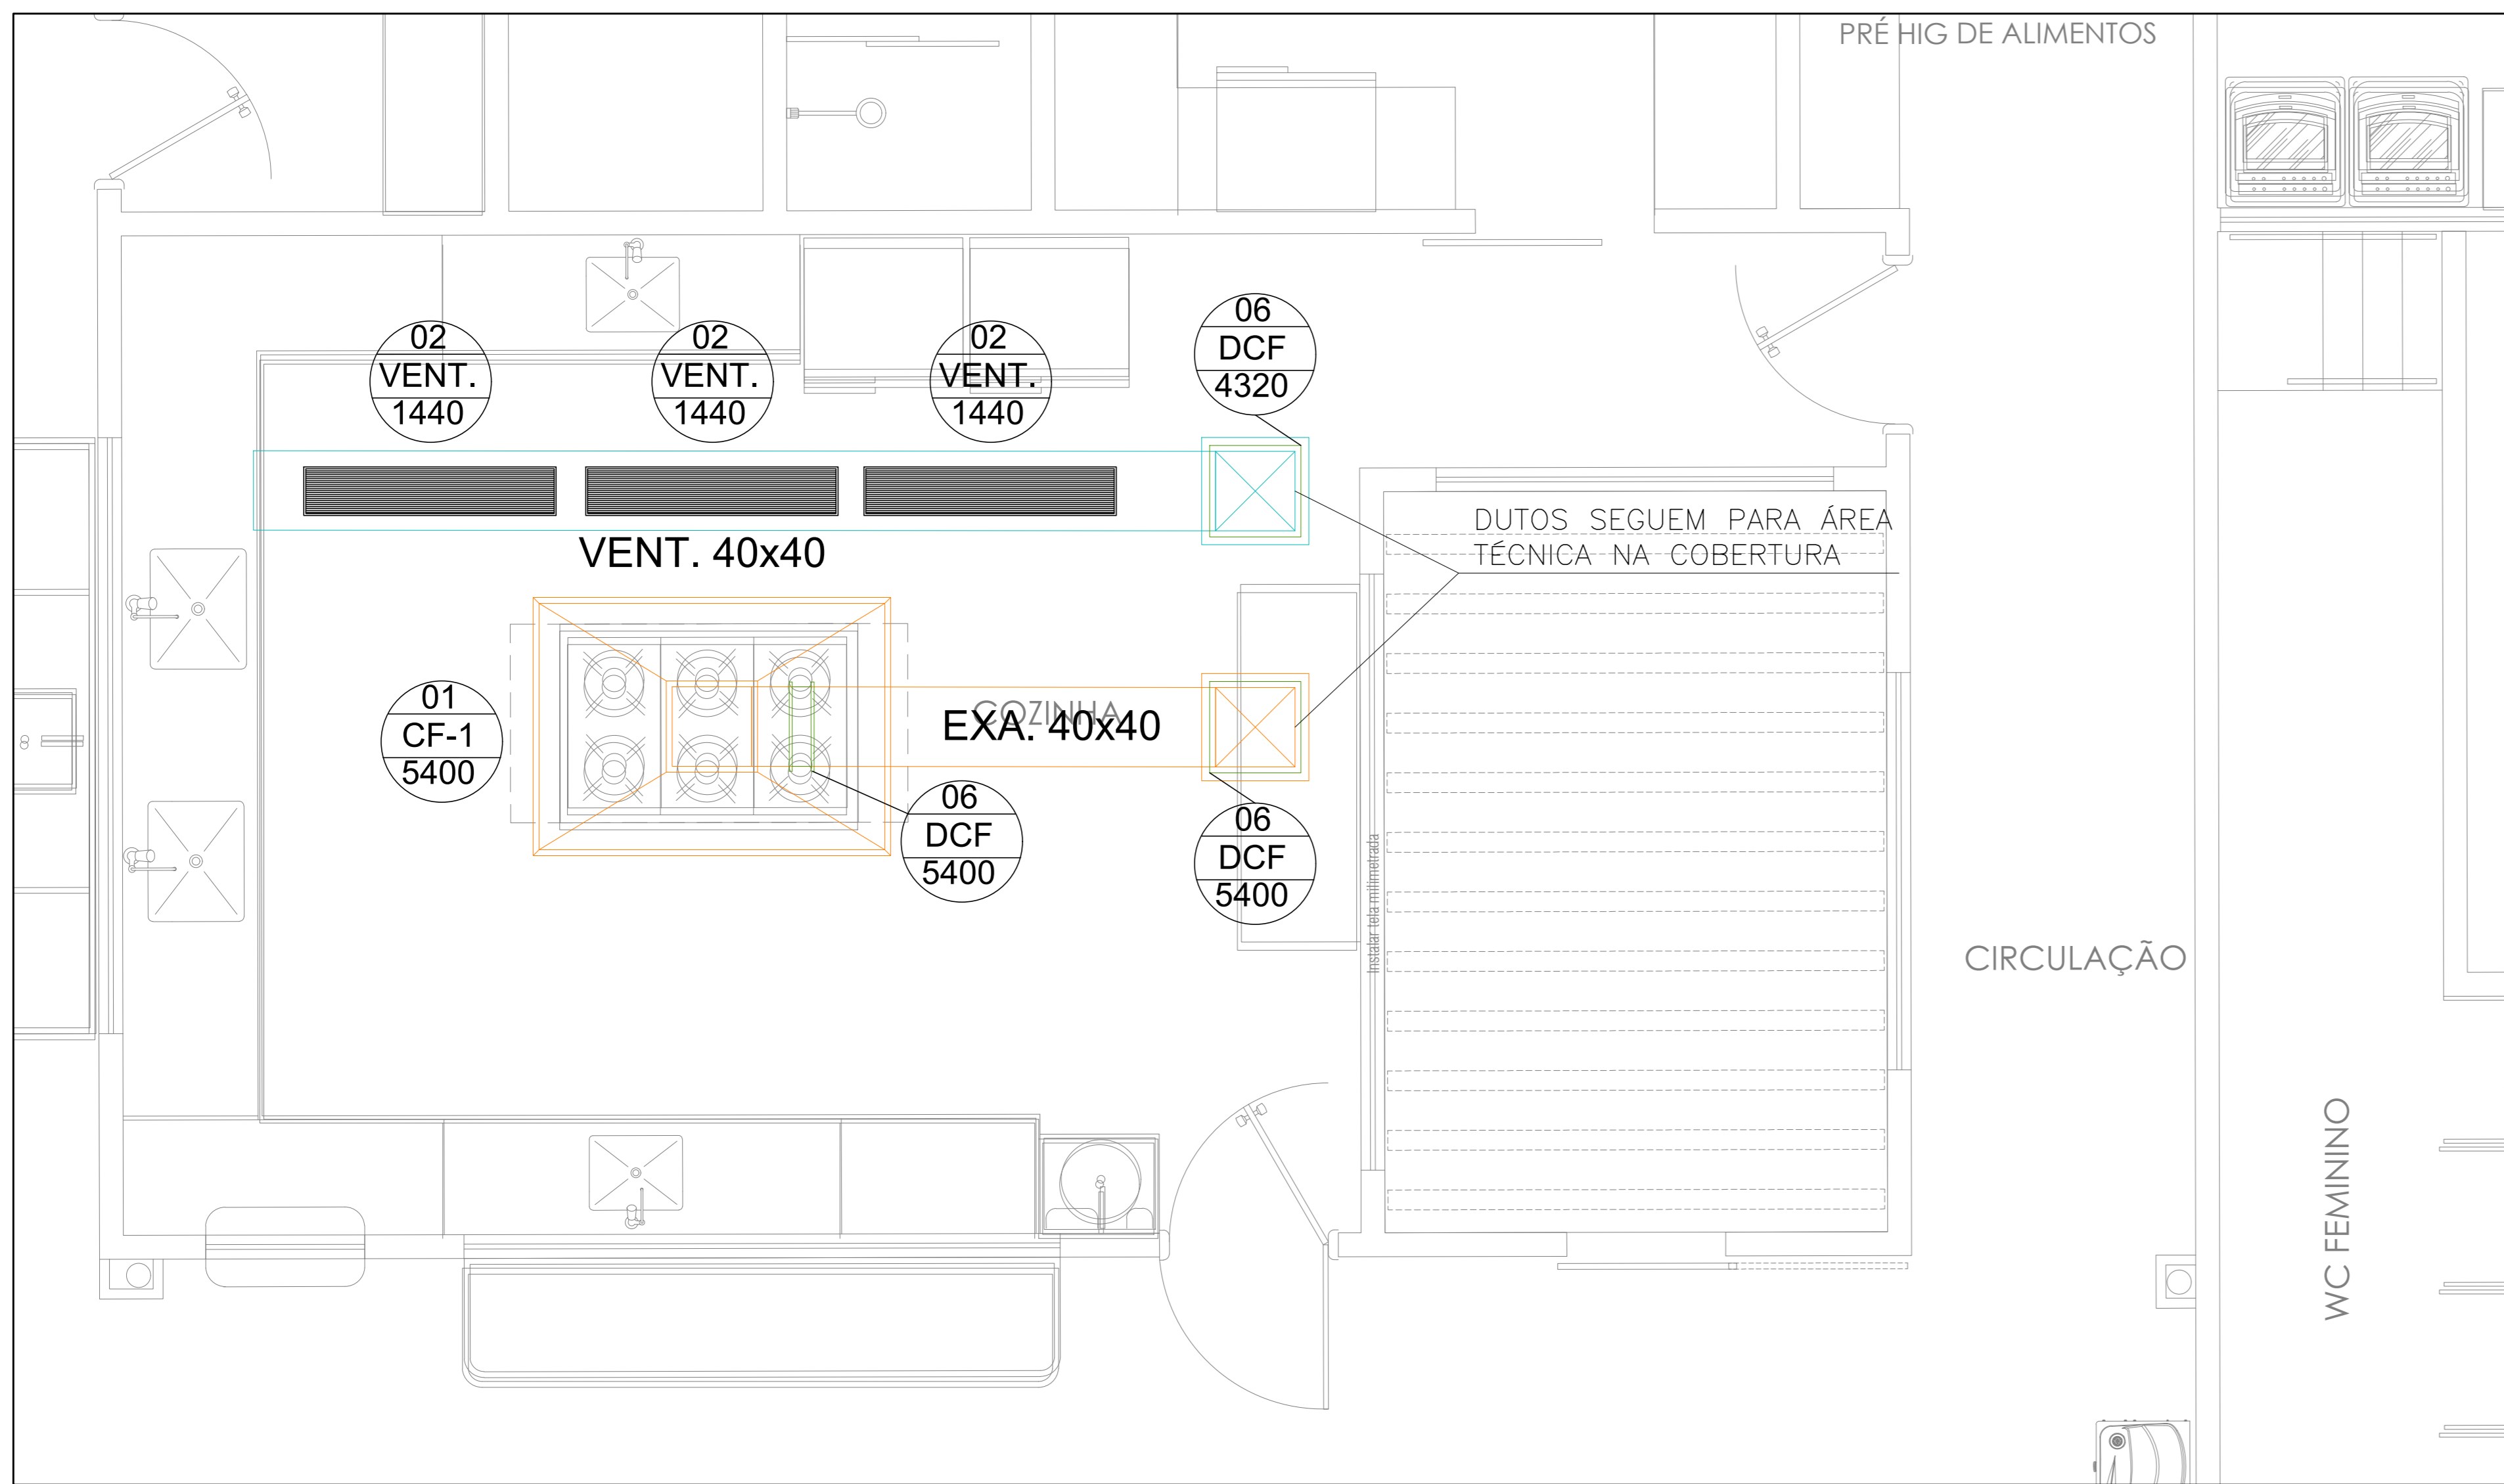 PRÉ HIG DE ALIMENTOS
02
VENT.
1440
02
VENT.
1440
02
VENT.
1440
06
DCF
4320
DUTOS SEGUEM PARA ÁREA
TÉCNICA NA COBERTURA
VENT. 40x40
01
CF-1
5400
COZINHA
EXA. 40x40
06
DCF
5400
06
DCF
5400
Instalar tela milimetrada
CIRCULAÇÃO
WC FEMININO